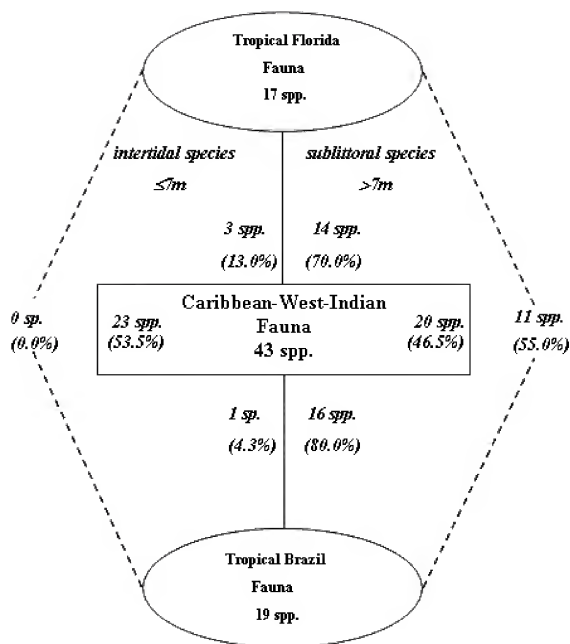 Tropical Florida
Fauna
17 spp.
intertidal species
≤7m
sublittoral species
>7m
3 spp.
(13.0%)
14 spp.
(70.0%)
0 sp.
(0.0%)
23 spp.
(53.5%)
Caribbean-West-Indian
Fauna
43 spp.
20 spp.
(46.5%)
11 spp.
(55.0%)
1 sp.
(4.3%)
16 spp.
(80.0%)
Tropical Brazil
Fauna
19 spp.